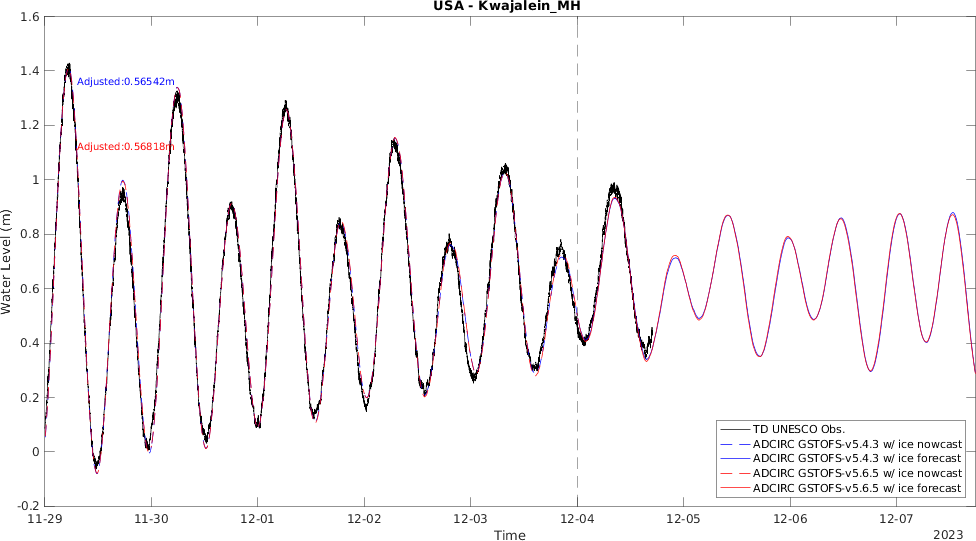 USA - Kwajalein_MH
1.6
1.4
1.2
1
0.8
0.6
0.4
0.2
0
-0.2
Water Level (m)
Adjusted:0.56542m
Adjusted:0.56818m
TD UNESCO Obs.
ADCIRC GSTOFS-v5.4.3 w/ ice nowcast
ADCIRC GSTOFS-v5.4.3 w/ ice forecast
ADCIRC GSTOFS-v5.6.5 w/ ice nowcast
ADCIRC GSTOFS-v5.6.5 w/ ice forecast
11-29 11-30 12-01 12-02 12-03 12-04 12-05 12-06 12-07
Time
2023